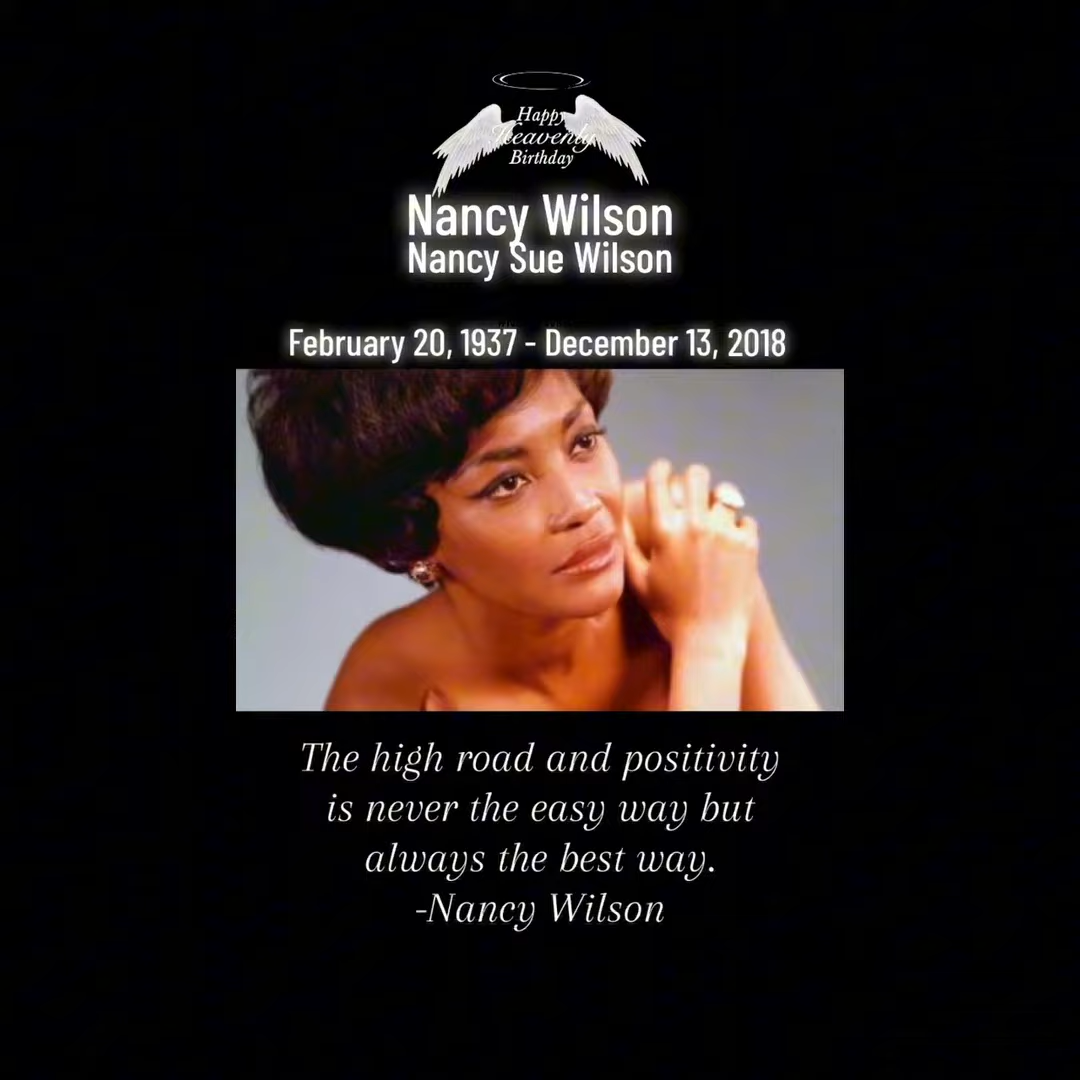 Happy
Heavenly
Birthday
Nancy Wilson
Nancy Sue Wilson
February 20, 1937 - December 13, 2018
The high road and positivity
is never the easy way but
always the best way.
-Nancy Wilson